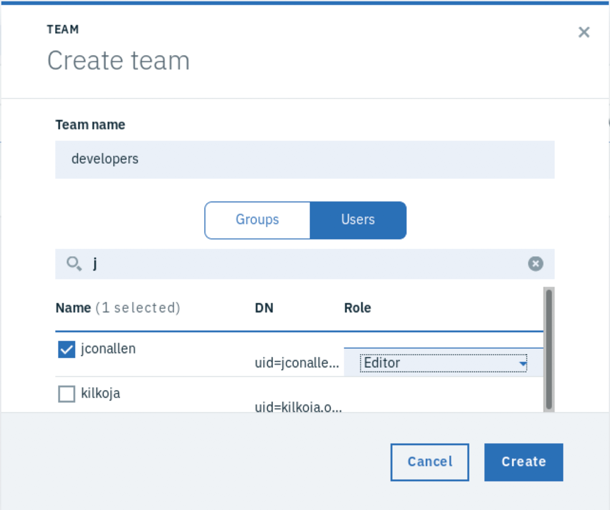 TEAM
Create team
Team name
developers
Groups Users
j
Name (1 selected) DN Role
jconallen uid=jconalle... Editor
kilkoja uid=kilkoja,o...
Cancel Create